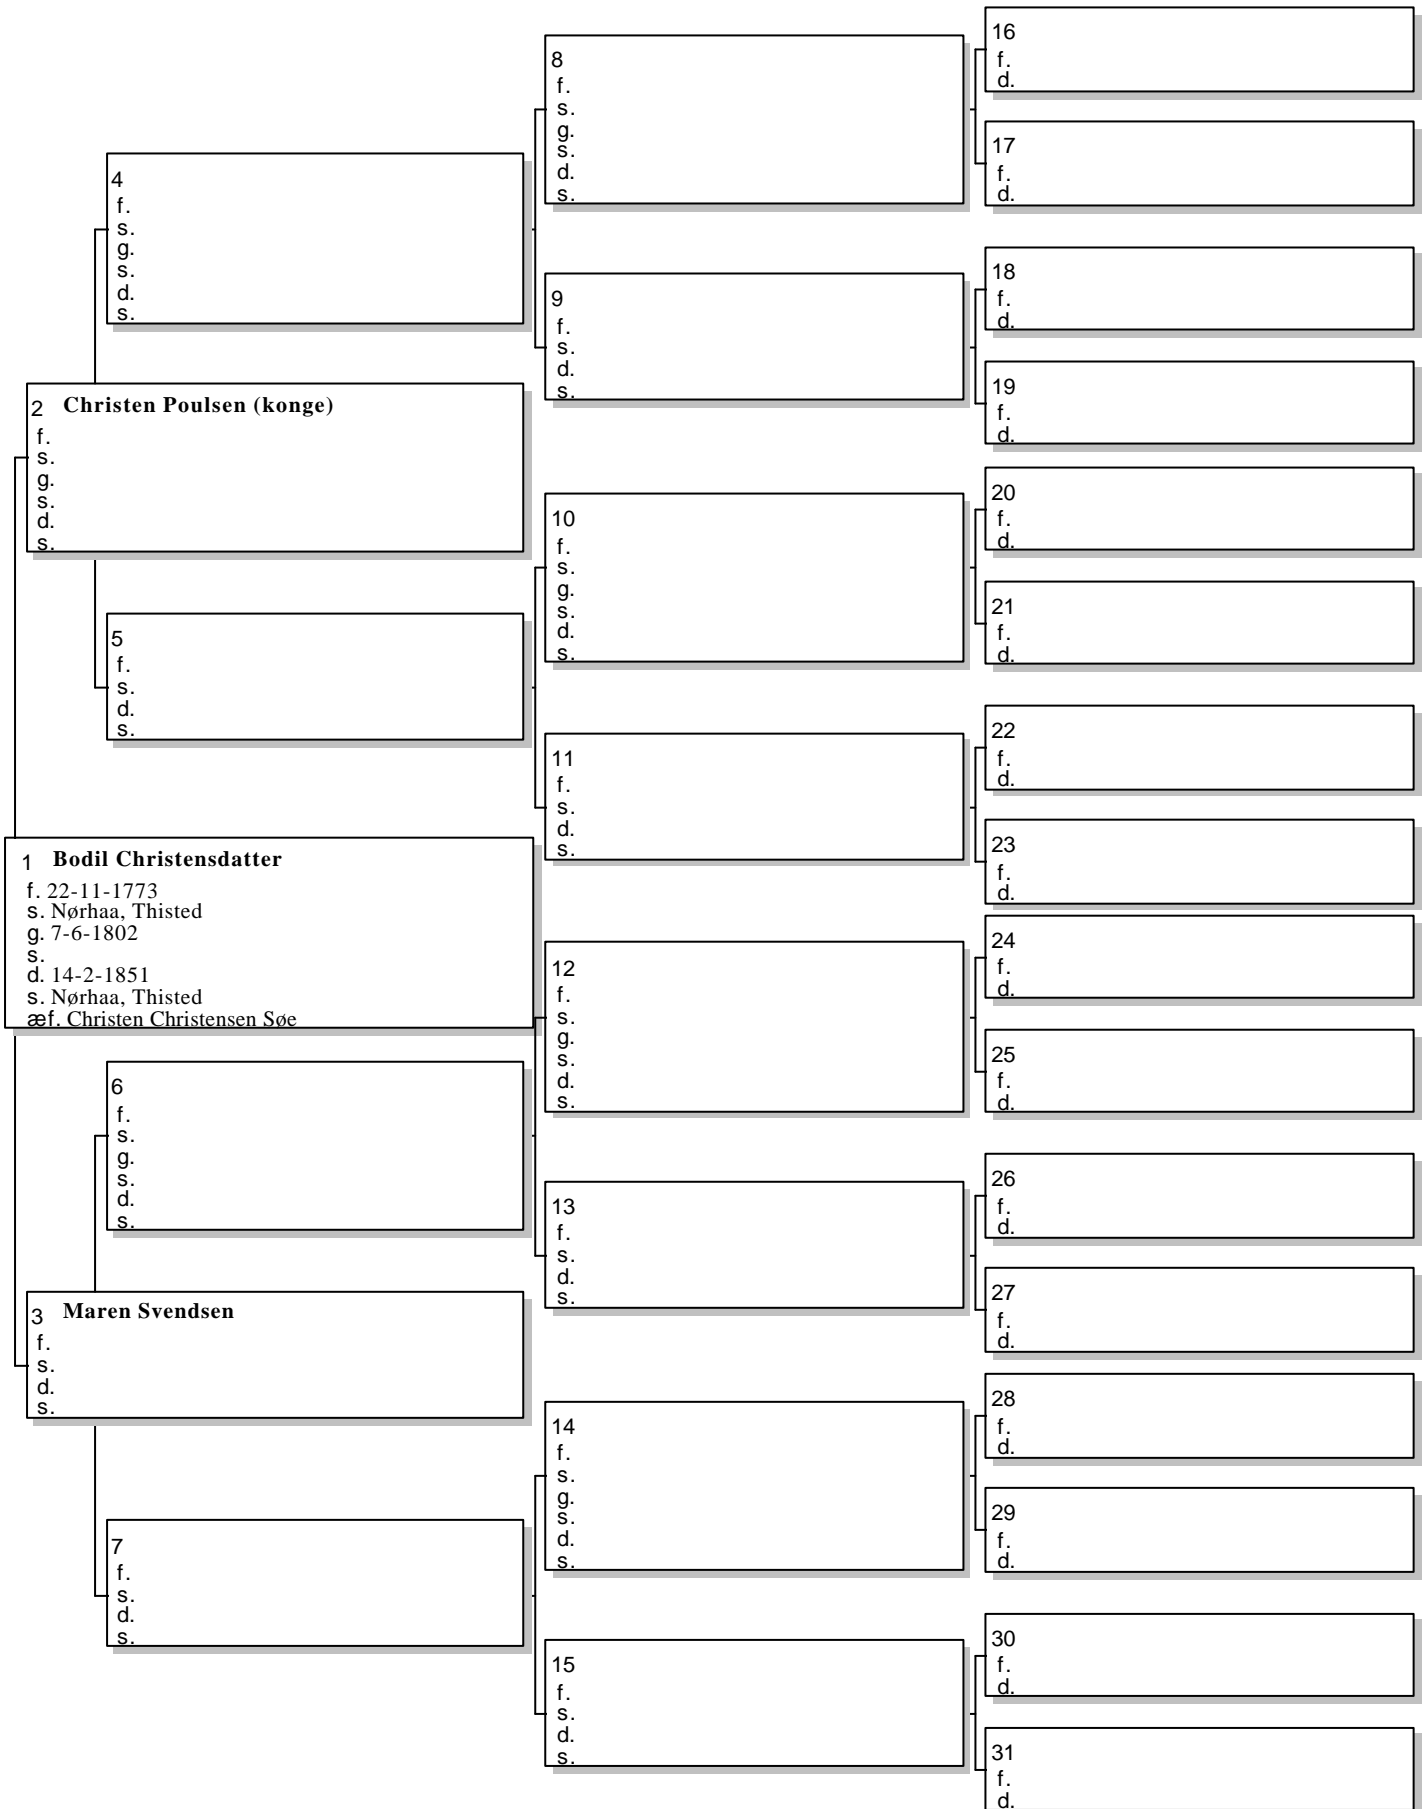 16
f.
d.
8
f.
s.
g.
s.
d.
s.
17
f.
d.
4
f.
s.
g.
s.
d.
s.
18
f.
d.
9
f.
s.
d.
s.
19
f.
d.
2 Christen Poulsen (konge)
f.
s.
g.
s.
d.
s.
20
f.
d.
10
f.
s.
g.
s.
d.
s.
21
f.
d.
5
f.
s.
d.
s.
22
f.
d.
11
f.
s.
d.
s.
23
f.
d.
1 Bodil Christensdatter
f. 22-11-1773
s. Nørhaa, Thisted
g. 7-6-1802
s.
d. 14-2-1851
s. Nørhaa, Thisted
æf. Christen Christensen Søe
24
f.
d.
12
f.
s.
g.
s.
d.
s.
25
f.
d.
6
f.
s.
g.
s.
d.
s.
26
f.
d.
13
f.
s.
d.
s.
27
f.
d.
3 Maren Svendsen
f.
s.
d.
s.
28
f.
d.
14
f.
s.
g.
s.
d.
s.
29
f.
d.
7
f.
s.
d.
s.
30
f.
d.
15
f.
s.
d.
s.
31
f.
d.